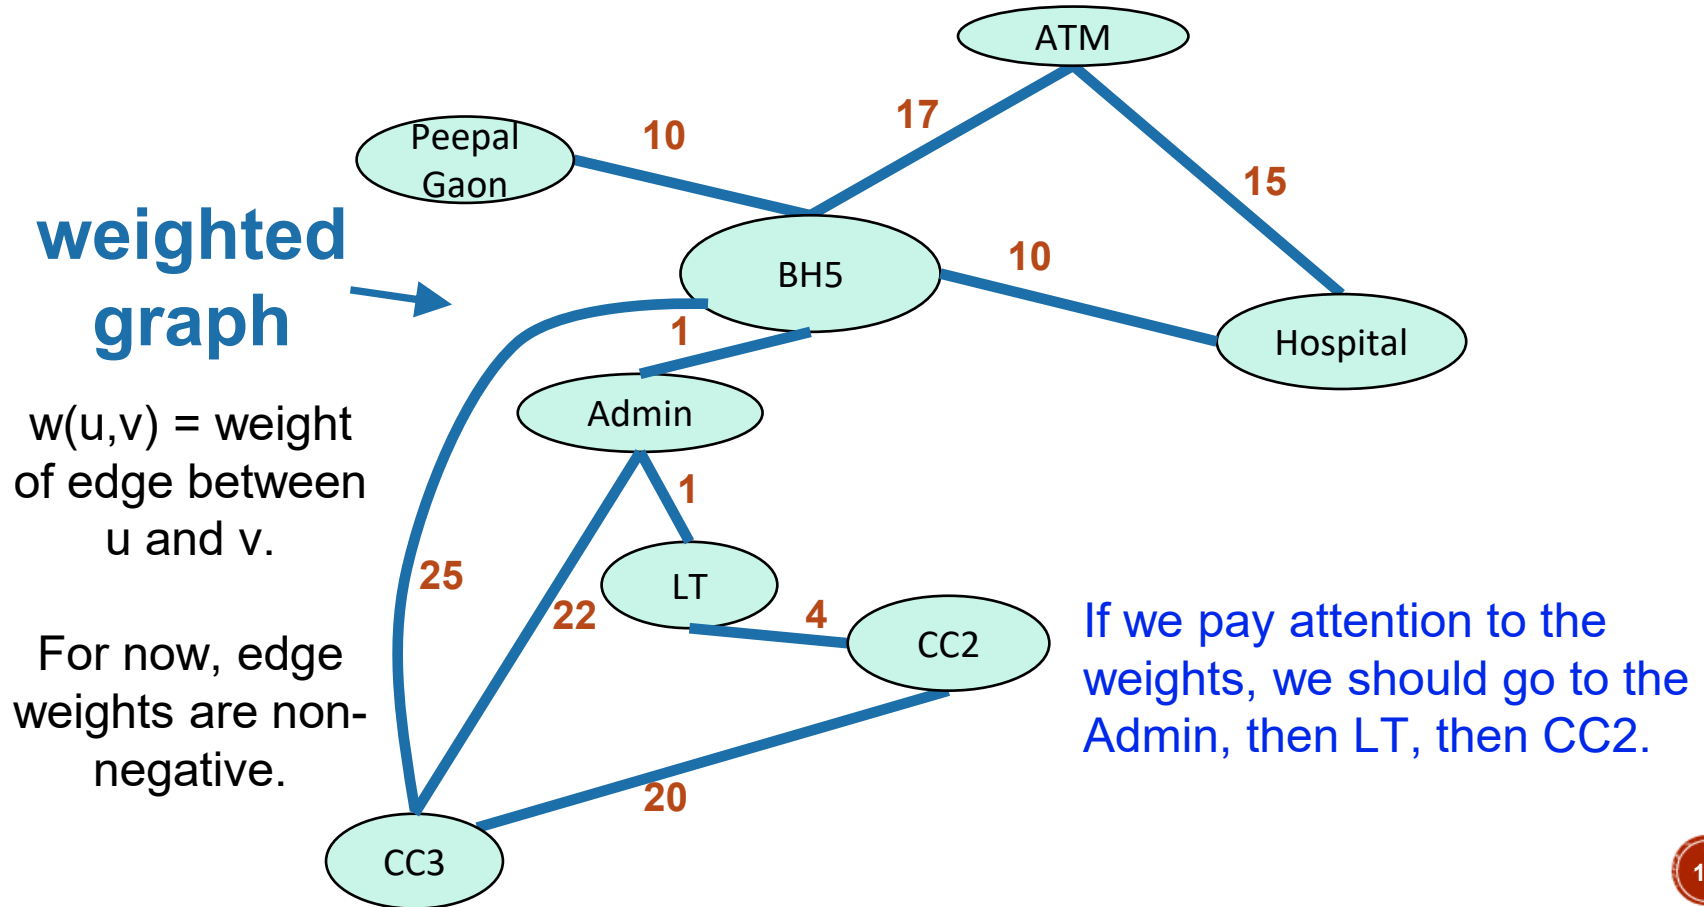 ATM
17
Peepal
Gaon
10
15
weighted
graph
BH5
10
Hospital
1
Admin
w(u,v) = weight
of edge between
u and v.
1
25
LT
22
4
CC2
For now, edge
weights are non-
negative.
If we pay attention to the
weights, we should go to the
Admin, then LT, then CC2.
20
CC3